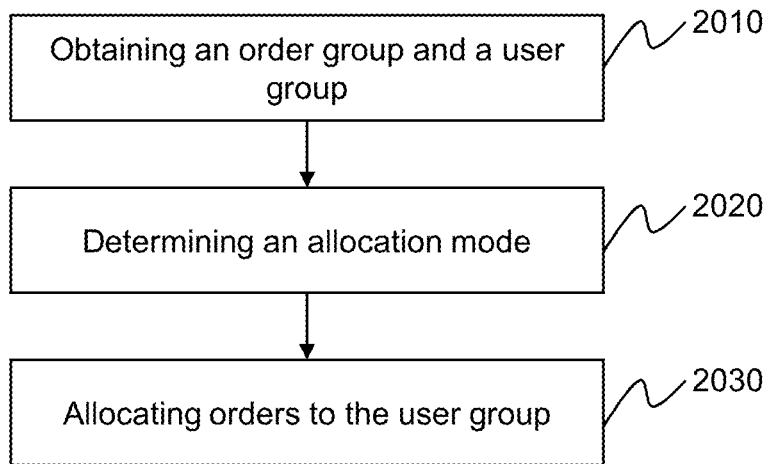 Obtaining an order group and a user
group
2010
Determining an allocation mode
2020
Allocating orders to the user group
2030